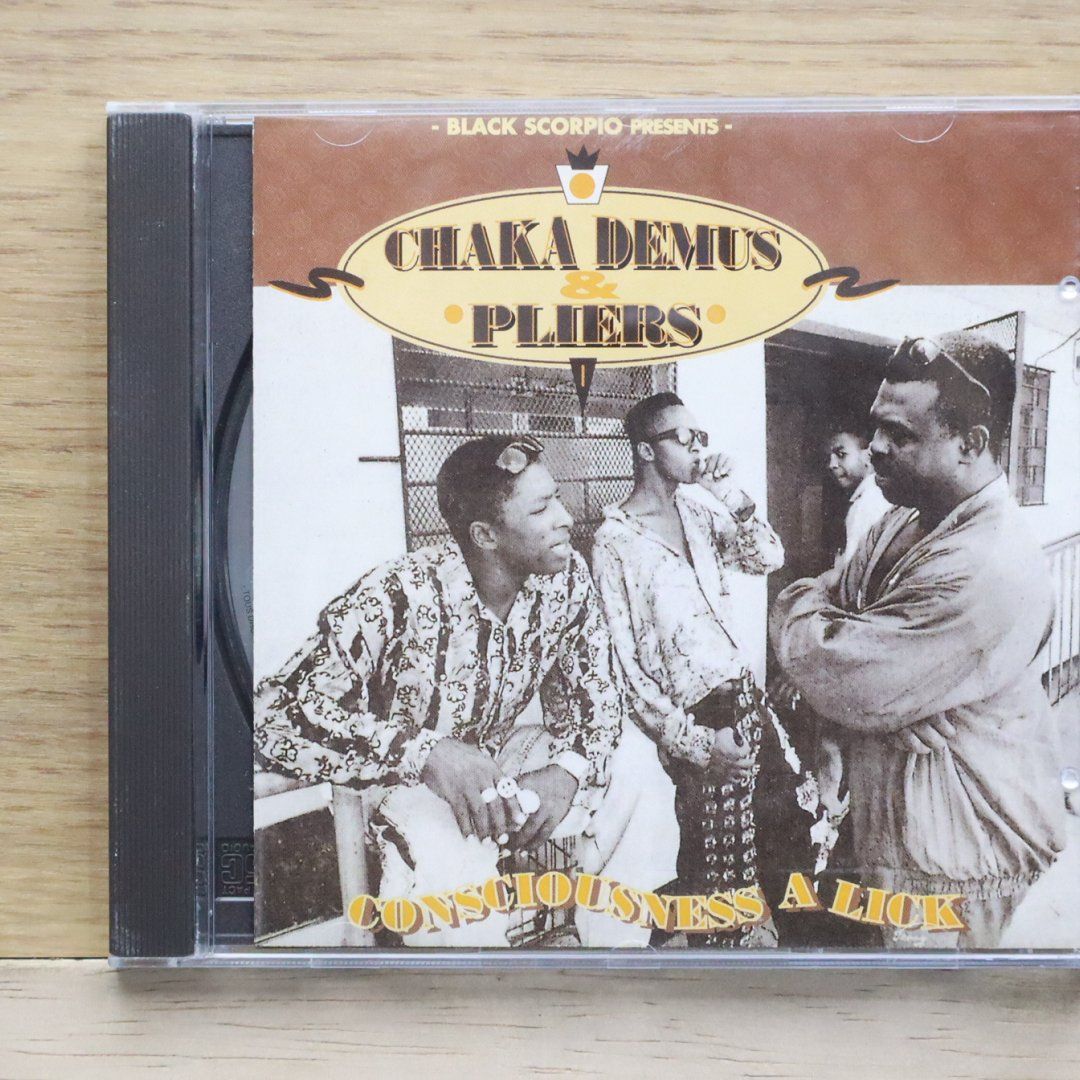 - BLACK SCORPIO PRESENTS -
CHAKA DEMUS
&
• PLIERS •
CONSCIOUSNESS A LICK